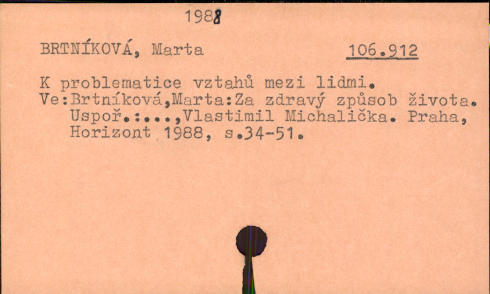 1988
BRTNÍKOVÁ, Marta 106.912
K problematice vztahů mezi lidmi.
Ve:Brtníková,Marta:Za zdravý způsob života.
Uspoř.:...,Vlastimil Michalička. Praha,
Horizont 1988, s.34-51.